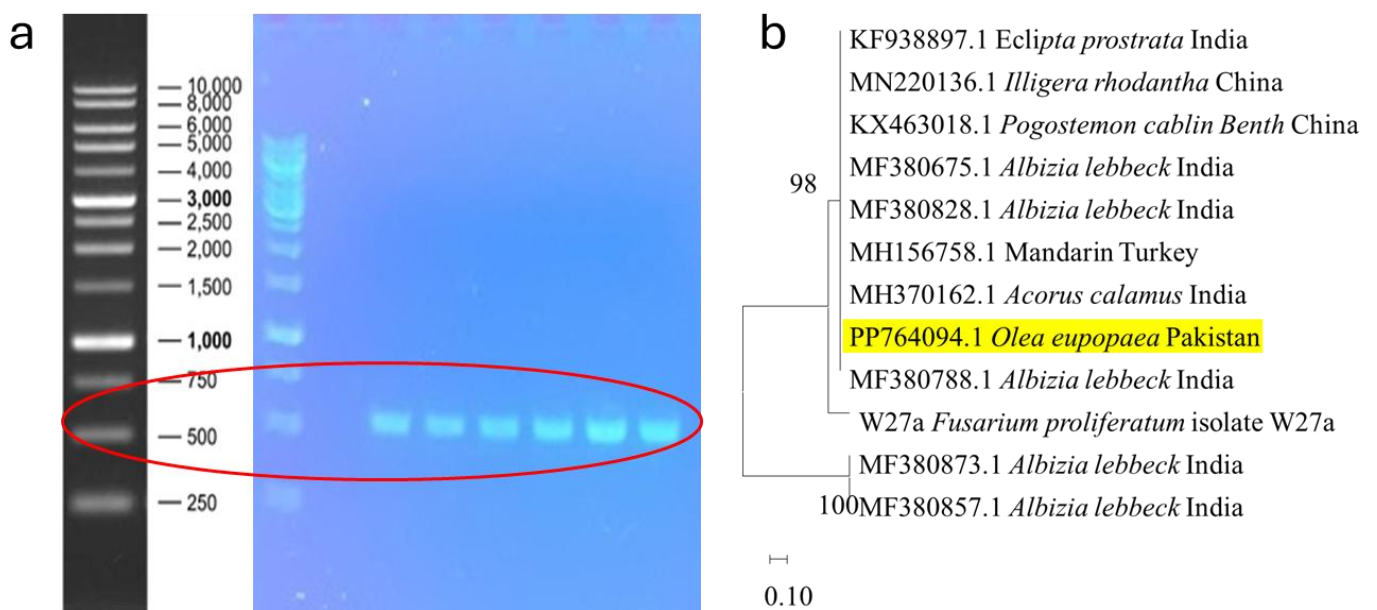 a
10,000
8,000
6,000
5,000
4,000
3,000
2,500
2,000
1,500
1,000
750
500
250
b
KF938897.1 Eclipta prostrata India
MN220136.1 Illigera rhodantha China
KX463018.1 Pogostemon cablin Benth China
MF380675.1 Albizia lebbeck India
98
MF380828.1 Albizia lebbeck India
MH156758.1 Mandarin Turkey
MH370162.1 Acorus calamus India
PP764094.1 Olea eupopaea Pakistan
MF380788.1 Albizia lebbeck India
W27a Fusarium proliferatum isolate W27a
MF380873.1 Albizia lebbeck India
100
MF380857.1 Albizia lebbeck India
0.10